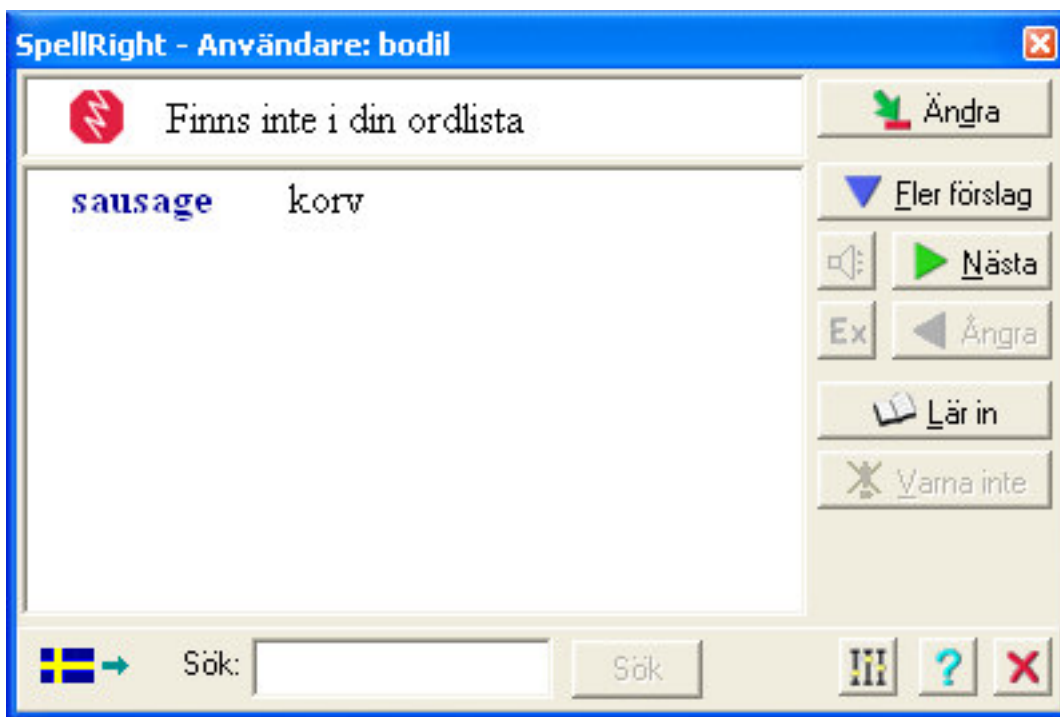 SpellRight - Användare: bodil
Finns inte i din ordlista
sausage korv
Ändra
Fler förslag
Nästa
Ex
Ångra
Lär in
Varna inte
Sök:
Sök
?